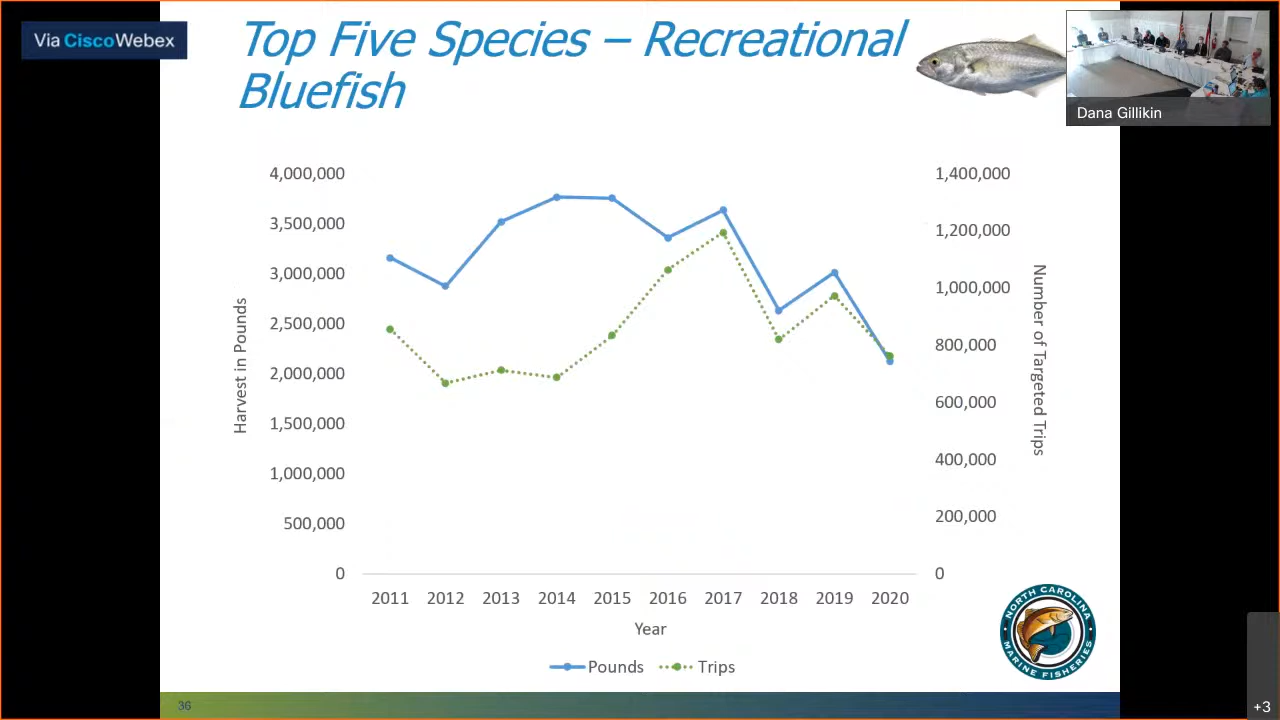 Via CiscoWebex
Top Five Species – Recreational
Bluefish
Dana Gillikin
4,000,000
3,500,000
3,000,000
2,500,000
2,000,000
1,500,000
1,000,000
500,000
0
Harvest in Pounds
1,400,000
1,200,000
1,000,000
800,000
600,000
400,000
200,000
0
Number of Targeted Trips
2011 2012 2013 2014 2015 2016 2017 2018 2019 2020
Year
Pounds Trips
NORTH CAROLINA
MARINE FISHERIES
36
+3